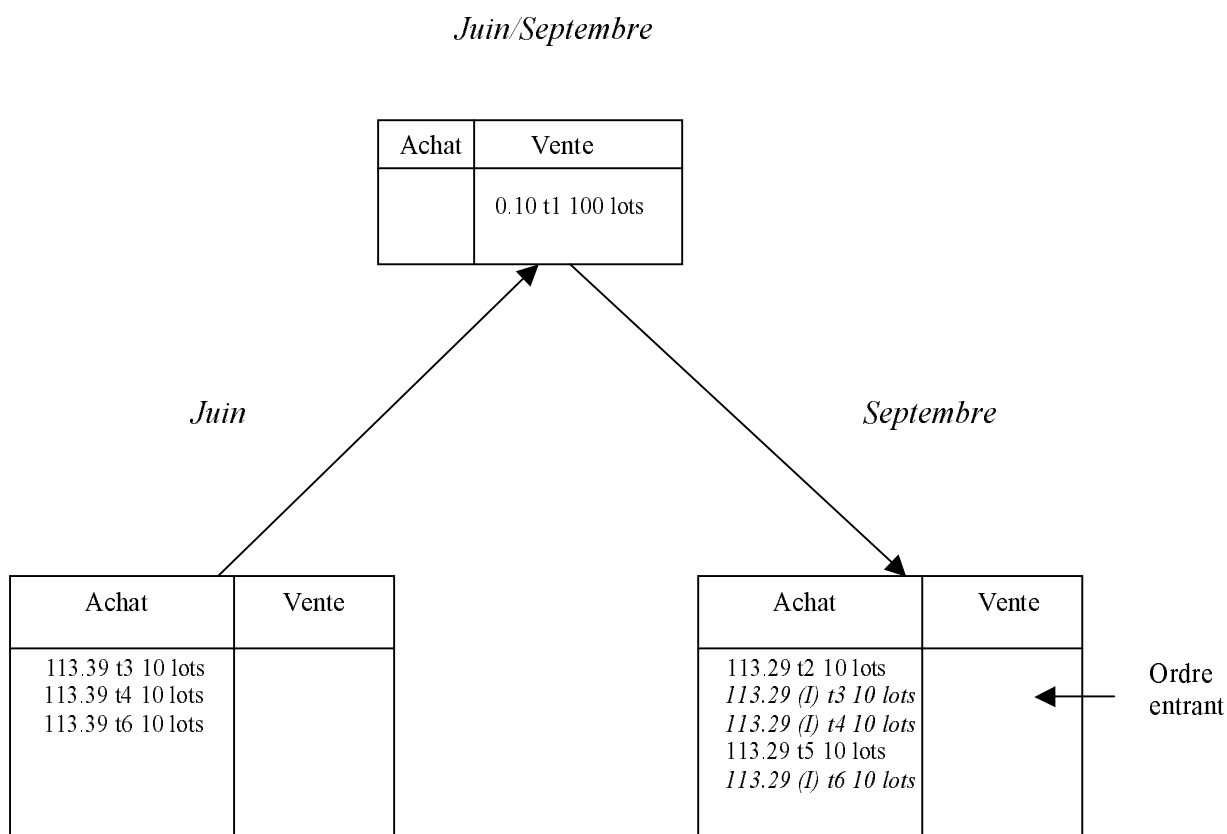 Juin/Septembre
Achat Vente
0.10 t1 100 lots
Juin
Septembre
Achat Vente
113.39 t3 10 lots
113.39 t4 10 lots
113.39 t6 10 lots
Achat Vente
113.29 t2 10 lots
113.29 (I) t3 10 lots
113.29 (I) t4 10 lots
113.29 t5 10 lots
113.29 (I) t6 10 lots
Ordre
entrant